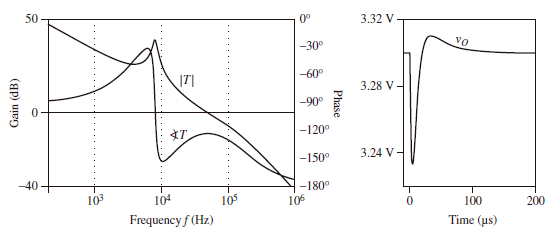 50
0
−40
Gain (dB)
10³
10⁴
10⁵
10⁶
Frequency f (Hz)
|T|
∢T
0°
−30°
−60°
−90°
−120°
−150°
−180°
Phase
3.32 V
3.28 V
3.24 V
v_O
0
100
200
Time (µs)